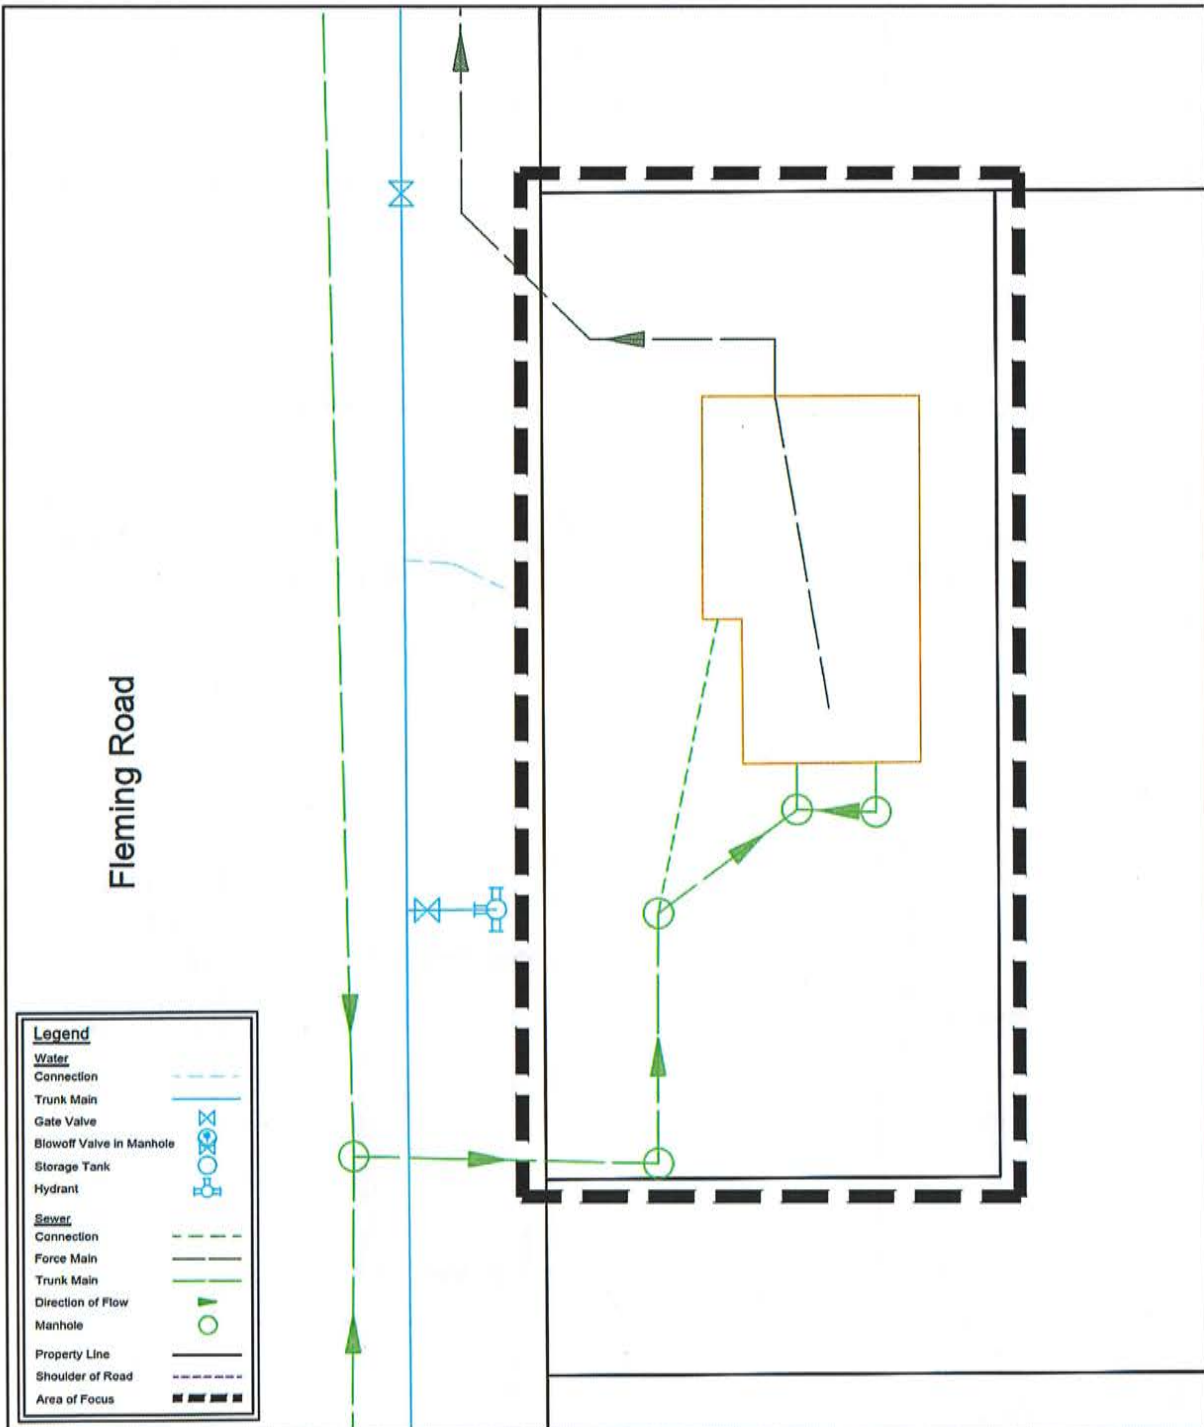 Fleming Road
Legend
Water
Connection
Trunk Main
Gate Valve
Blowoff Valve in Manhole
Storage Tank
Hydrant
Sewer
Connection
Force Main
Trunk Main
Direction of Flow
Manhole
Property Line
Shoulder of Road
Area of Focus